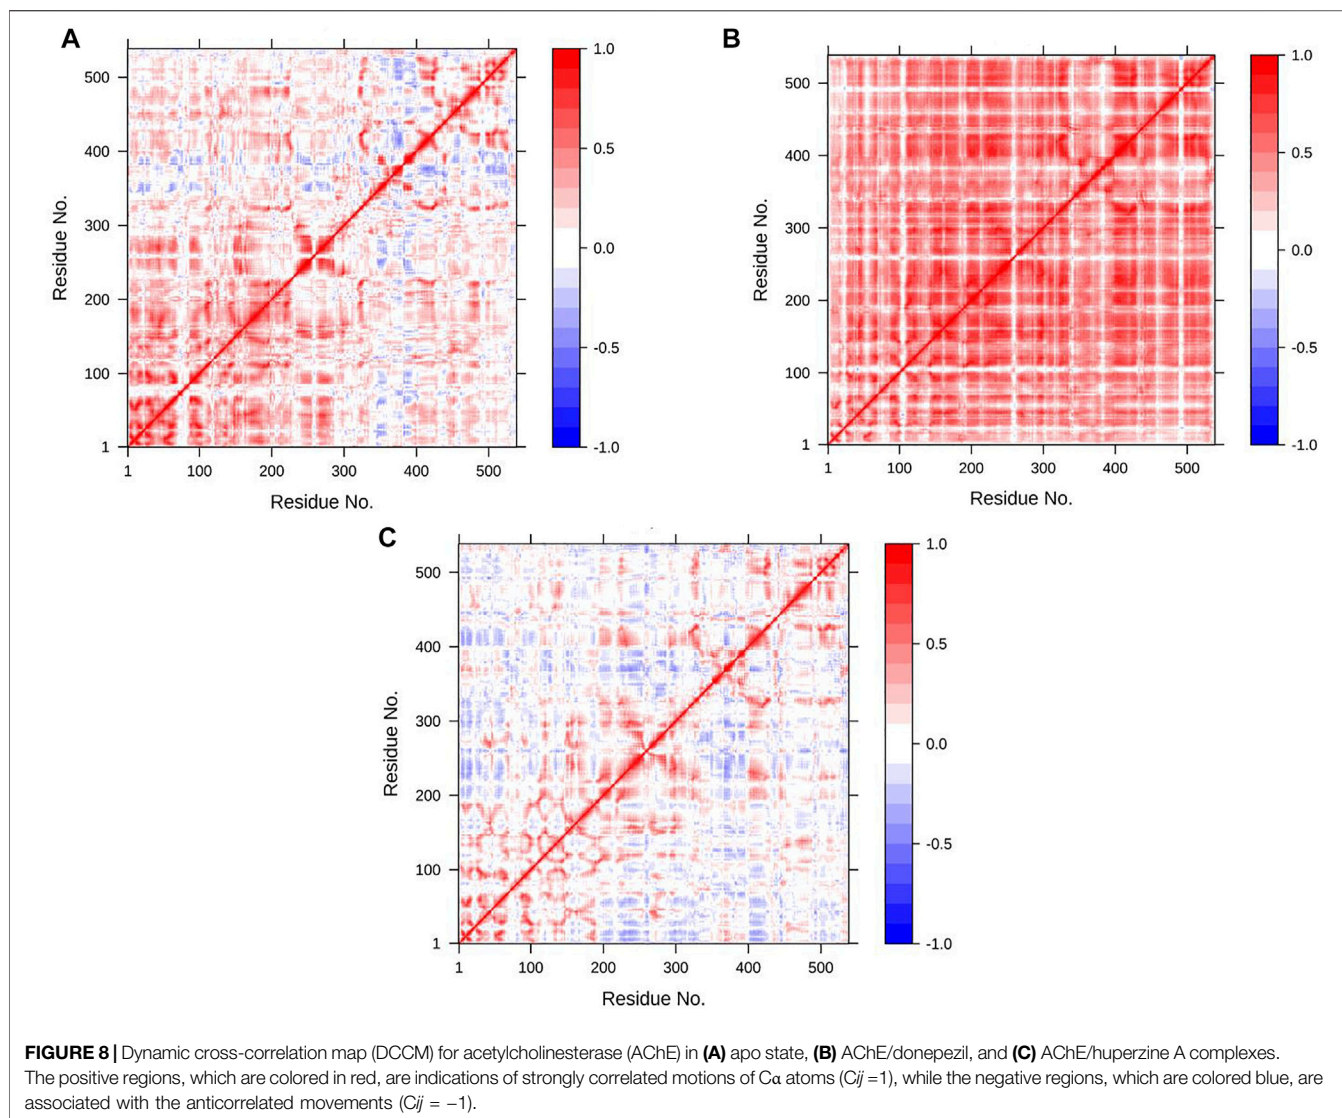 A
500
400
300
200
100
1
Residue No.
1 100 200 300 400 500
Residue No.
1.0
0.5
0.0
-0.5
-1.0
B
500
400
300
200
100
1
Residue No.
1 100 200 300 400 500
Residue No.
1.0
0.5
0.0
-0.5
-1.0
C
500
400
300
200
100
1
Residue No.
1 100 200 300 400 500
Residue No.
1.0
0.5
0.0
-0.5
-1.0
FIGURE 8 | Dynamic cross-correlation map (DCCM) for acetylcholinesterase (AChE) in (A) apo state, (B) AChE/donepezil, and (C) AChE/huperzine A complexes.
The positive regions, which are colored in red, are indications of strongly correlated motions of Cα atoms (Cij =1), while the negative regions, which are colored blue, are
associated with the anticorrelated movements (Cij = −1).